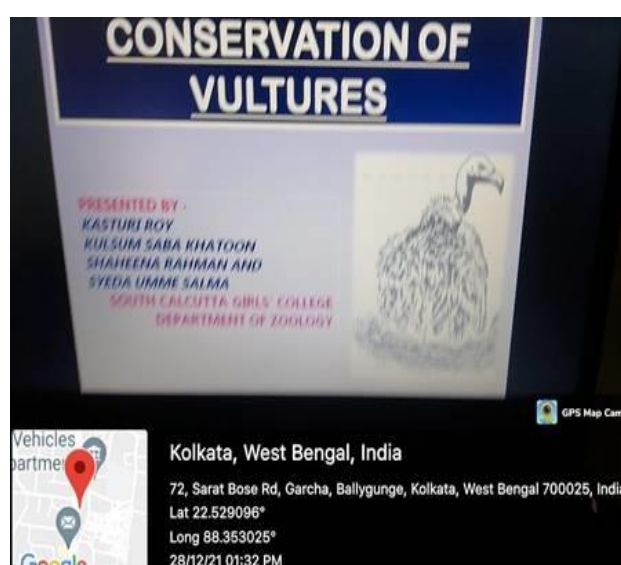 CONSERVATION OF
VULTURES
PRESENTED BY -
KASTURI ROY
KULSUM SABA KHATOON
SHAHEENA RAHMAN AND
SYEDA UMME SALMA
SOUTH CALCUTTA GIRLS' COLLEGE
DEPARTMENT OF ZOOLOGY
GPS Map Cam
Vehicles
partme
Google
Kolkata, West Bengal, India
72, Sarat Bose Rd, Garcha, Ballygunge, Kolkata, West Bengal 700025, India
Lat 22.529096°
Long 88.353025°
28/12/21 01:32 PM